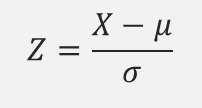 Z = (X − μ) / σ